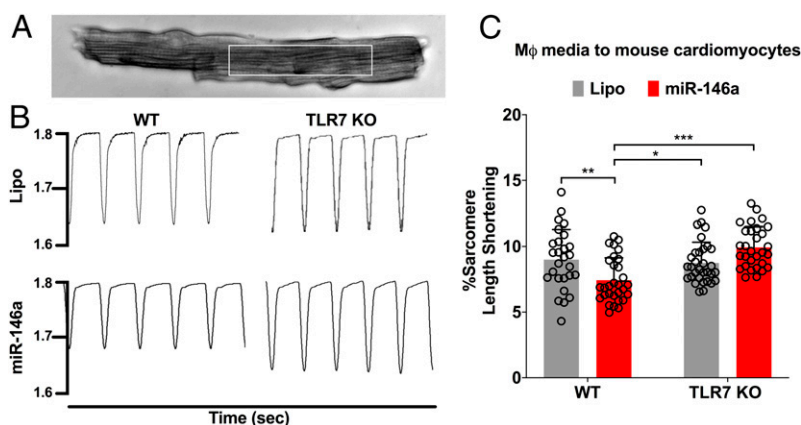 A
B
WT
TLR7 KO
Lipo
1.8
1.7
1.6
miR-146a
1.8
1.7
1.6
Time (sec)
C
Mϕ media to mouse cardiomyocytes
Lipo
miR-146a
%Sarcomere
Length Shortening
20
15
10
5
0
**
*
***
WT
TLR7 KO